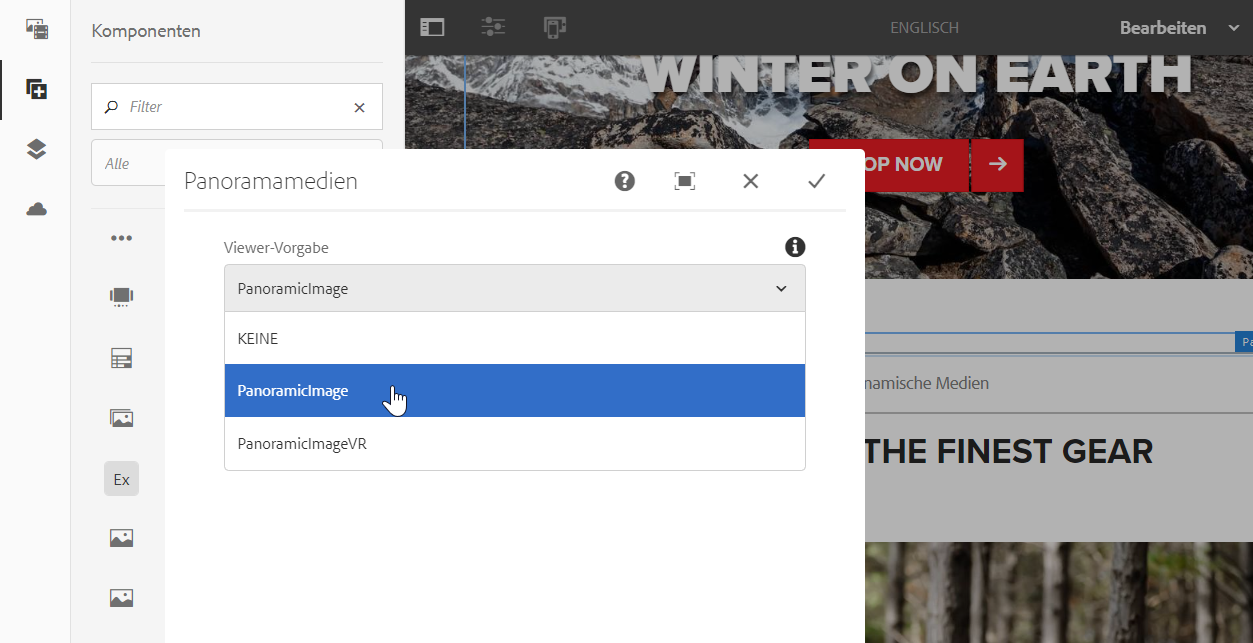 Komponenten
ENGLISCH
Bearbeiten
WINTER ON EARTH
Filter
Alle
OP NOW
Panoramamedien
Viewer-Vorgabe
PanoramicImage
KEINE
PanoramicImage
PanoramicImageVR
Pa
namische Medien
THE FINEST GEAR
Ex